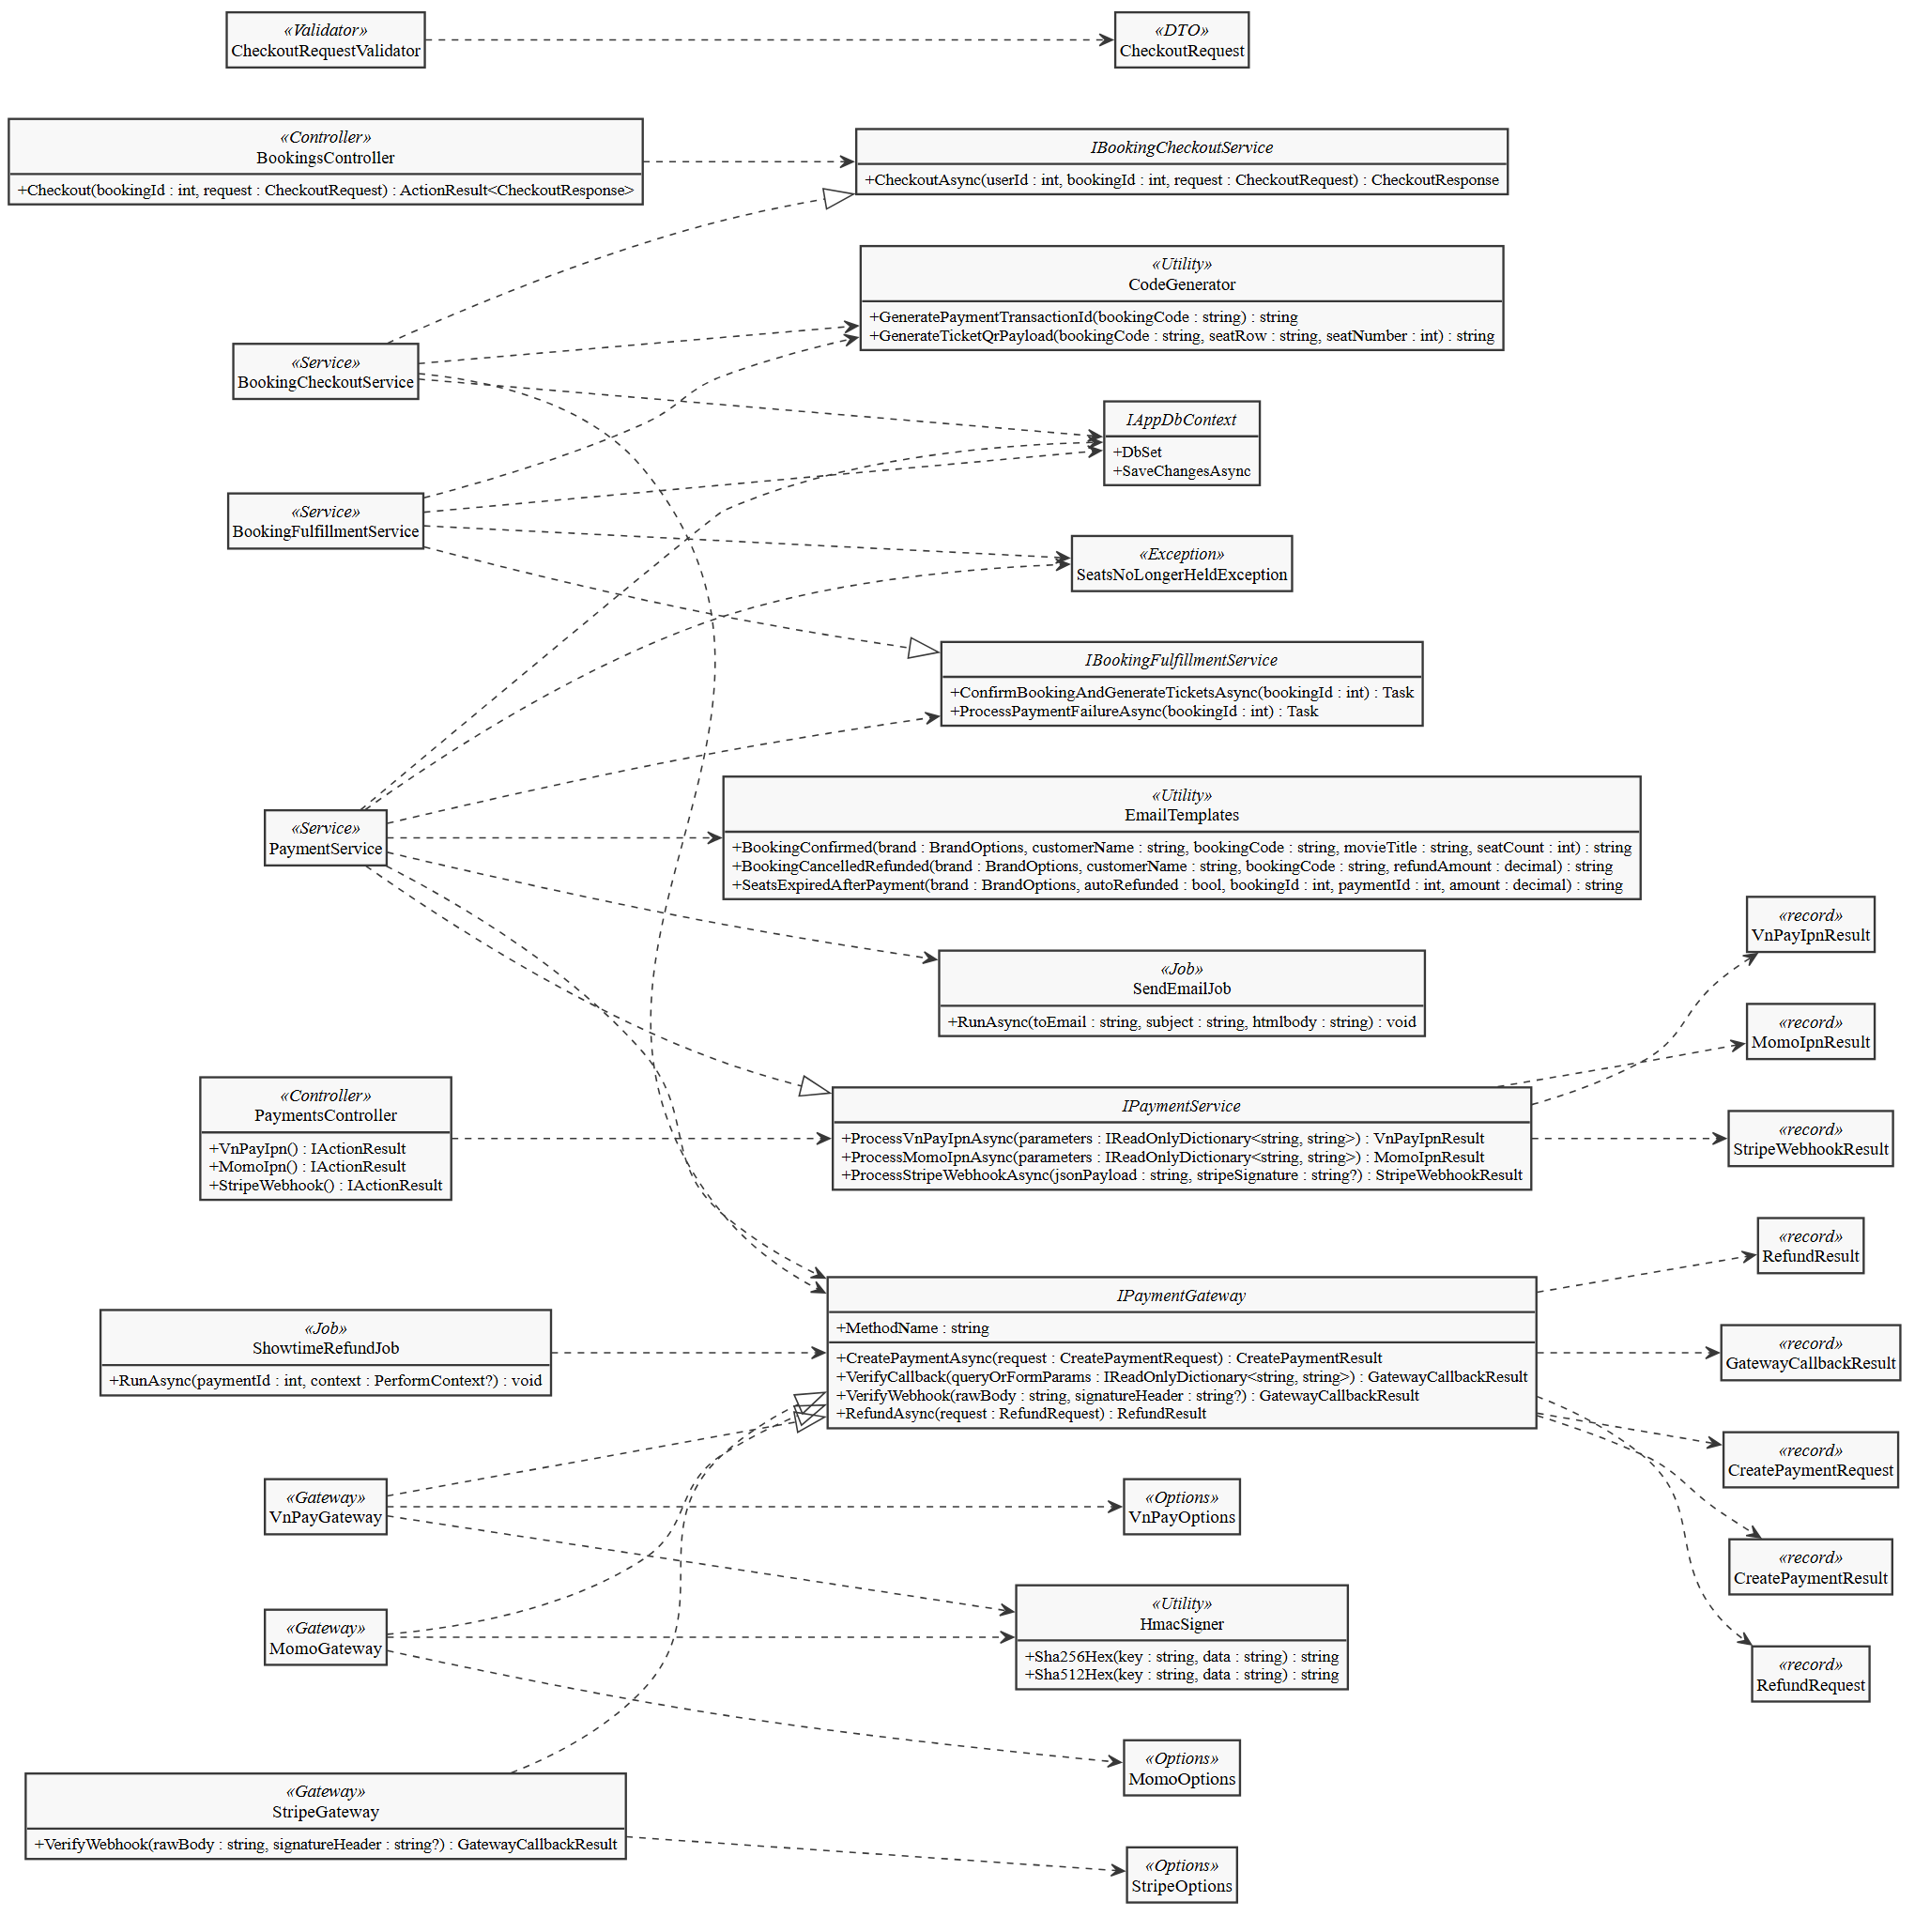 «Validator»
CheckoutRequestValidator
«DTO»
CheckoutRequest
«Controller»
BookingsController
+Checkout(bookingId : int, request : CheckoutRequest) : ActionResult<CheckoutResponse>
IBookingCheckoutService
+CheckoutAsync(userId : int, bookingId : int, request : CheckoutRequest) : CheckoutResponse
«Utility»
CodeGenerator
+GeneratePaymentTransactionId(bookingCode : string) : string
+GenerateTicketQrPayload(bookingCode : string, seatRow : string, seatNumber : int) : string
«Service»
BookingCheckoutService
IAppDbContext
+DbSet
+SaveChangesAsync
«Service»
BookingFulfillmentService
«Exception»
SeatsNoLongerHeldException
IBookingFulfillmentService
+ConfirmBookingAndGenerateTicketsAsync(bookingId : int) : Task
+ProcessPaymentFailureAsync(bookingId : int) : Task
«Service»
PaymentService
«Utility»
EmailTemplates
+BookingConfirmed(brand : BrandOptions, customerName : string, bookingCode : string, movieTitle : string, seatCount : int) : string
+BookingCancelledRefunded(brand : BrandOptions, customerName : string, bookingCode : string, refundAmount : decimal) : string
+SeatsExpiredAfterPayment(brand : BrandOptions, autoRefunded : bool, bookingId : int, paymentId : int, amount : decimal) : string
«record»
VnPayIpnResult
«Job»
SendEmailJob
+RunAsync(toEmail : string, subject : string, htmlbody : string) : void
«record»
MomoIpnResult
«Controller»
PaymentsController
+VnPayIpn() : IActionResult
+MomoIpn() : IActionResult
+StripeWebhook() : IActionResult
IPaymentService
+ProcessVnPayIpnAsync(parameters : IReadOnlyDictionary<string, string>) : VnPayIpnResult
+ProcessMomoIpnAsync(parameters : IReadOnlyDictionary<string, string>) : MomoIpnResult
+ProcessStripeWebhookAsync(jsonPayload : string, stripeSignature : string?) : StripeWebhookResult
«record»
StripeWebhookResult
«record»
RefundResult
«Job»
ShowtimeRefundJob
+RunAsync(paymentId : int, context : PerformContext?) : void
IPaymentGateway
+MethodName : string
+CreatePaymentAsync(request : CreatePaymentRequest) : CreatePaymentResult
+VerifyCallback(queryOrFormParams : IReadOnlyDictionary<string, string>) : GatewayCallbackResult
+VerifyWebhook(rawBody : string, signatureHeader : string?) : GatewayCallbackResult
+RefundAsync(request : RefundRequest) : RefundResult
«record»
GatewayCallbackResult
«record»
CreatePaymentRequest
«Gateway»
VnPayGateway
«Options»
VnPayOptions
«record»
CreatePaymentResult
«Gateway»
MomoGateway
«Utility»
HmacSigner
+Sha256Hex(key : string, data : string) : string
+Sha512Hex(key : string, data : string) : string
«record»
RefundRequest
«Options»
MomoOptions
«Gateway»
StripeGateway
+VerifyWebhook(rawBody : string, signatureHeader : string?) : GatewayCallbackResult
«Options»
StripeOptions